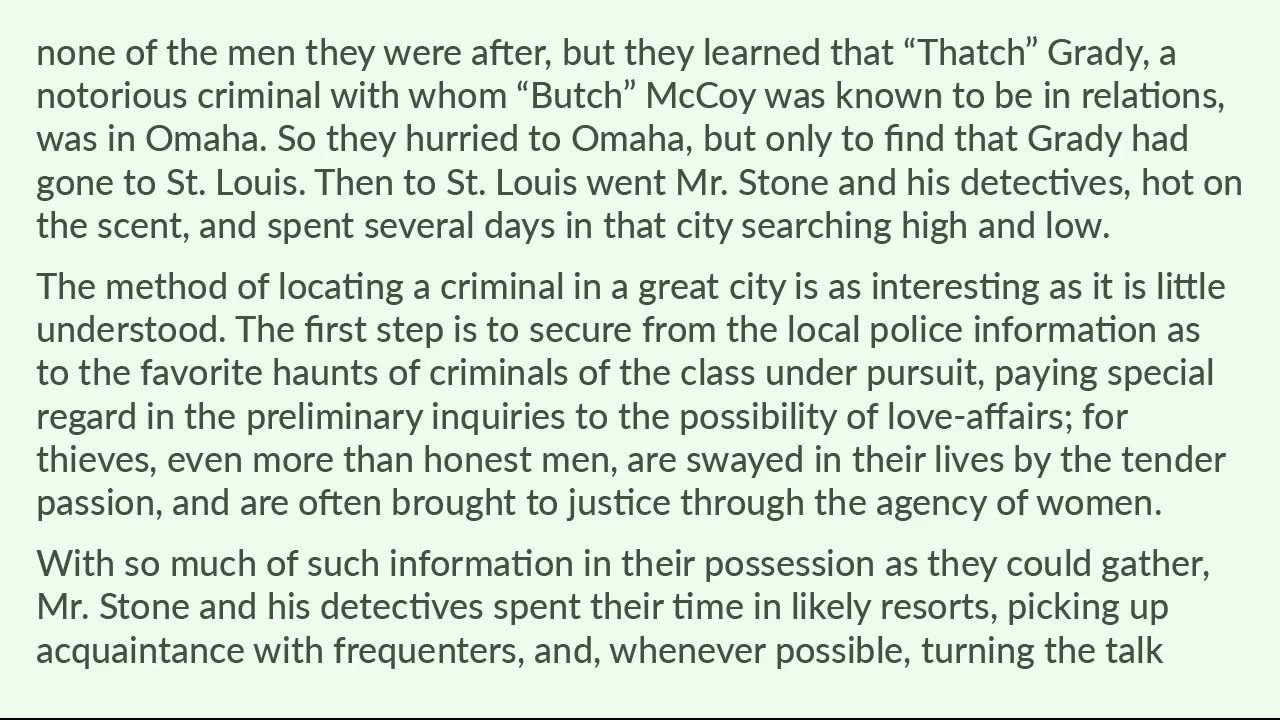 none of the men they were after, but they learned that “Thatch” Grady, a
notorious criminal with whom “Butch” McCoy was known to be in relations,
was in Omaha. So they hurried to Omaha, but only to find that Grady had
gone to St. Louis. Then to St. Louis went Mr. Stone and his detectives, hot on
the scent, and spent several days in that city searching high and low.
The method of locating a criminal in a great city is as interesting as it is little
understood. The first step is to secure from the local police information as
to the favorite haunts of criminals of the class under pursuit, paying special
regard in the preliminary inquiries to the possibility of love-affairs; for
thieves, even more than honest men, are swayed in their lives by the tender
passion, and are often brought to justice through the agency of women.
With so much of such information in their possession as they could gather,
Mr. Stone and his detectives spent their time in likely resorts, picking up
acquaintance with frequenters, and, whenever possible, turning the talk